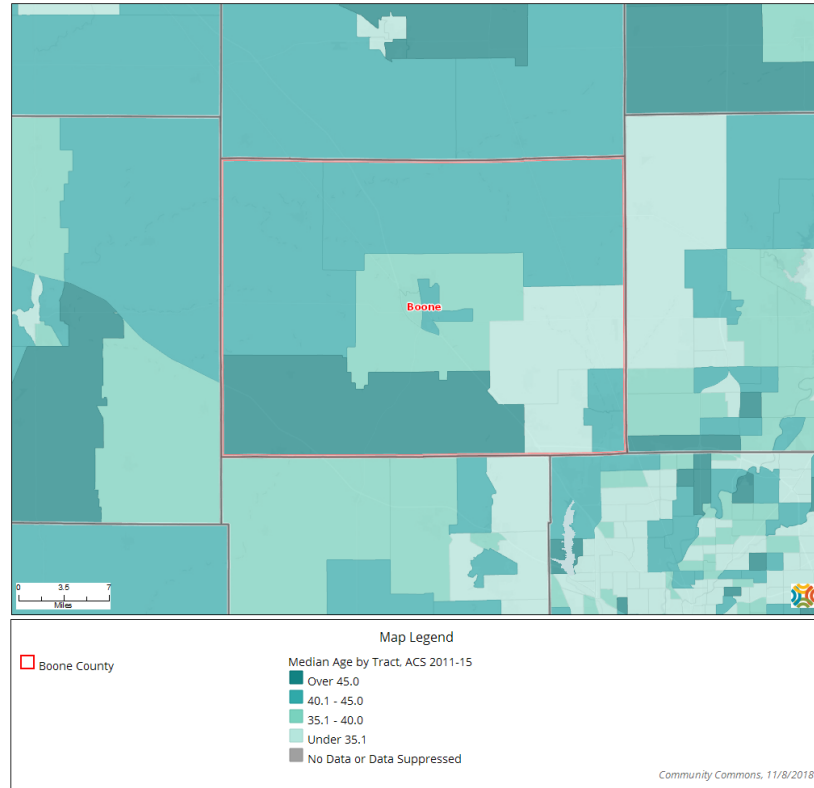 Boone
0 3.5 7
Miles
Map Legend
Boone County
Median Age by Tract, ACS 2011-15
Over 45.0
40.1 - 45.0
35.1 - 40.0
Under 35.1
No Data or Data Suppressed
Community Commons, 11/8/2018